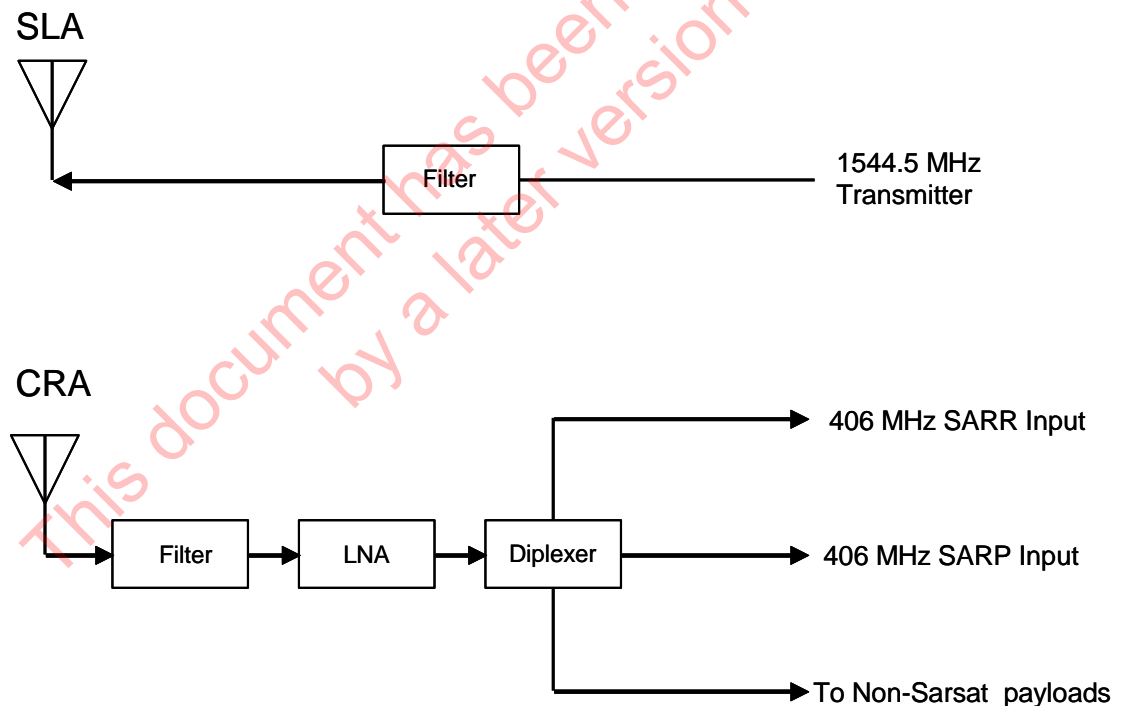 SLA
Filter
1544.5 MHz
Transmitter
CRA
Filter
LNA
Diplexer
406 MHz SARR Input
406 MHz SARP Input
To Non-Sarsat payloads
This document has been
by a later version